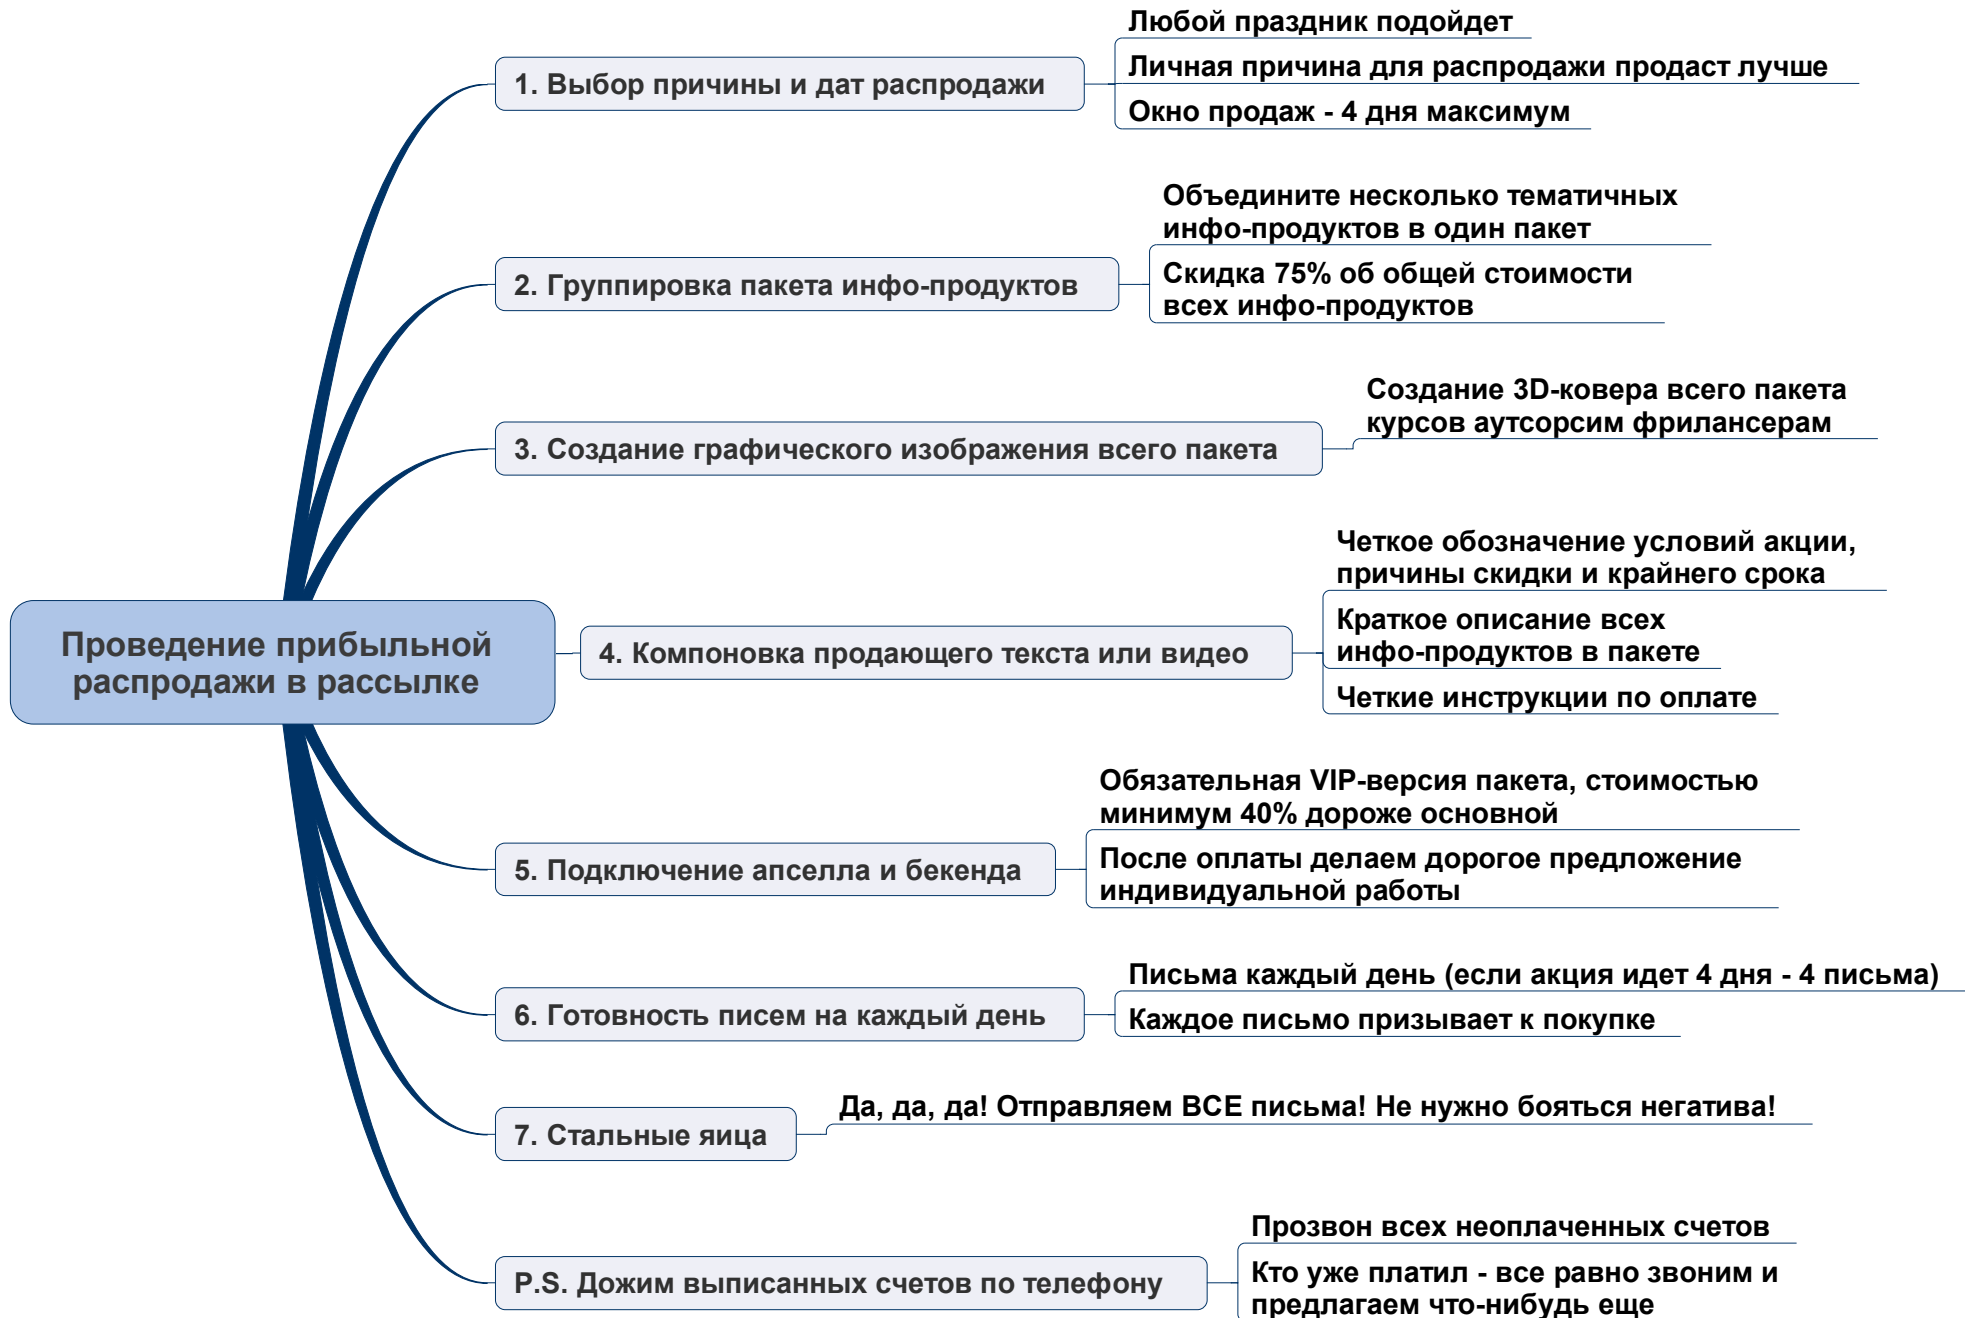 Проведение прибыльной
распродажи в рассылке
1. Выбор причины и дат распродажи
Любой праздник подойдет
Личная причина для распродажи продаст лучше
Окно продаж - 4 дня максимум
2. Группировка пакета инфо-продуктов
Объедините несколько тематичных
инфо-продуктов в один пакет
Скидка 75% об общей стоимости
всех инфо-продуктов
3. Создание графического изображения всего пакета
Создание 3D-ковера всего пакета
курсов аутсорсим фрилансерам
4. Компоновка продающего текста или видео
Четкое обозначение условий акции,
причины скидки и крайнего срока
Краткое описание всех
инфо-продуктов в пакете
Четкие инструкции по оплате
5. Подключение апселла и бекенда
Обязательная VIP-версия пакета, стоимостью
минимум 40% дороже основной
После оплаты делаем дорогое предложение
индивидуальной работы
6. Готовность писем на каждый день
Письма каждый день (если акция идет 4 дня - 4 письма)
Каждое письмо призывает к покупке
7. Стальные яица
Да, да, да! Отправляем ВСЕ письма! Не нужно бояться негатива!
P.S. Дожим выписанных счетов по телефону
Прозвон всех неоплаченных счетов
Кто уже платил - все равно звоним и
предлагаем что-нибудь еще